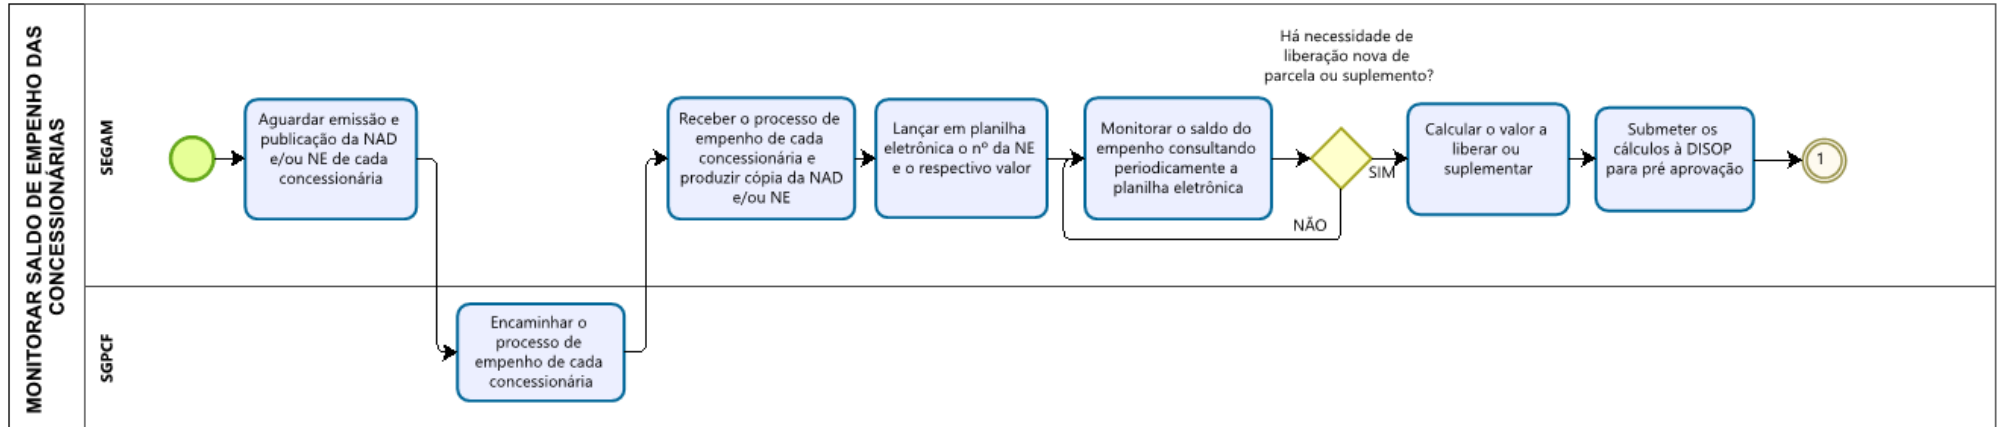 MONITORAR SALDO DE EMPENHO DAS
CONCESSIONÁRIAS
SEGAM
Aguardar emissão e
publicação da NAD
e/ou NE de cada
concessionária
Receber o processo de
empenho de cada
concessionária e
produzir cópia da NAD
e/ou NE
Lançar em planilha
eletrônica o nº da NE
e o respectivo valor
Monitorar o saldo do
empenho consultando
periodicamente a
planilha eletrônica
Há necessidade de
liberação nova de
parcela ou suplemento?
SIM
NÃO
Calcular o valor a
liberar ou
suplementar
Submeter os
cálculos à DISOP
para pré aprovação
1
SGPCF
Encaminhar o
processo de
empenho de cada
concessionária